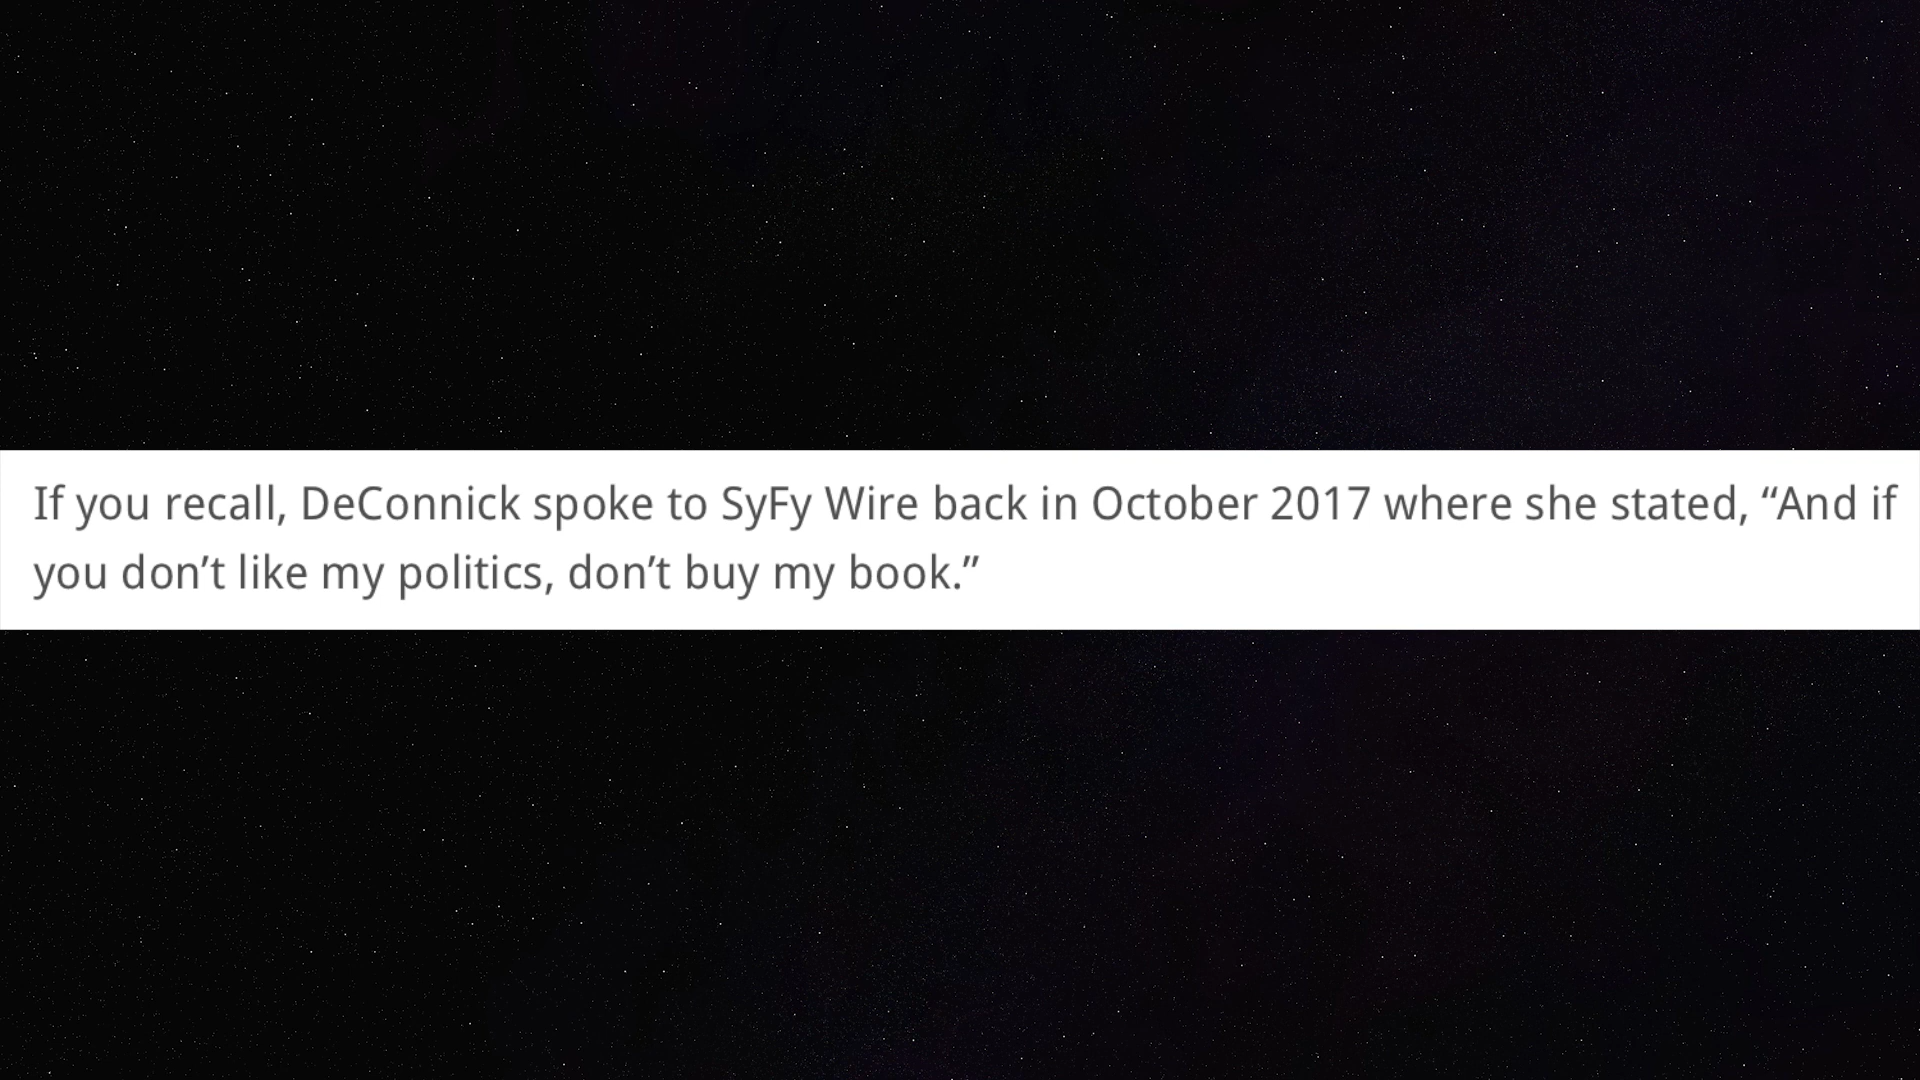 If you recall, DeConnick spoke to SyFy Wire back in October 2017 where she stated, “And if
you don’t like my politics, don’t buy my book.”